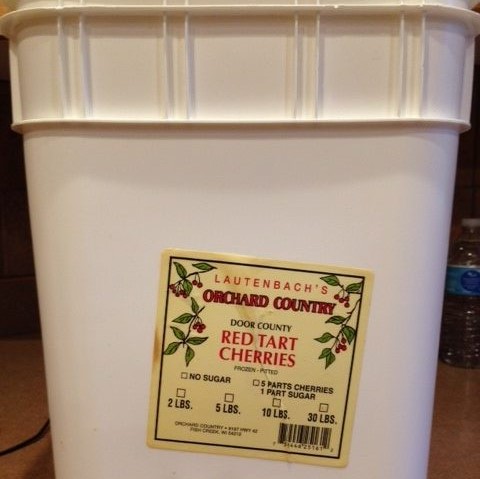 LAUTENBACH'S
ORCHARD COUNTRY
DOOR COUNTY
RED TART
CHERRIES
FROZEN - PITTED
NO SUGAR
5 PARTS CHERRIES
1 PART SUGAR
2 LBS.
5 LBS.
10 LBS.
30 LBS.
ORCHARD COUNTRY • 9197 HWY 42
FISH CREEK, WI 54212